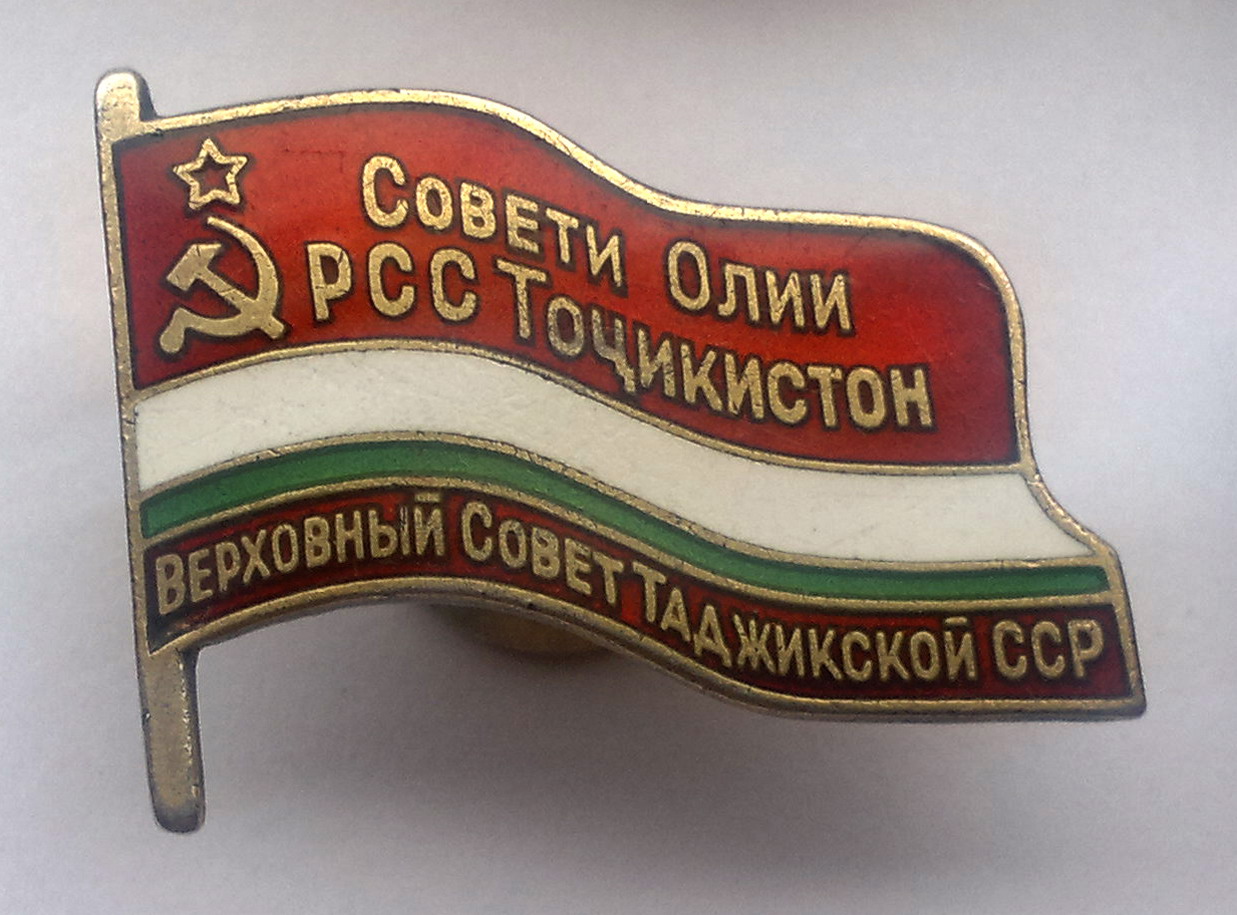 Совети Олии
РСС Тоҷикистон
Верховный Совет Таджикской ССР